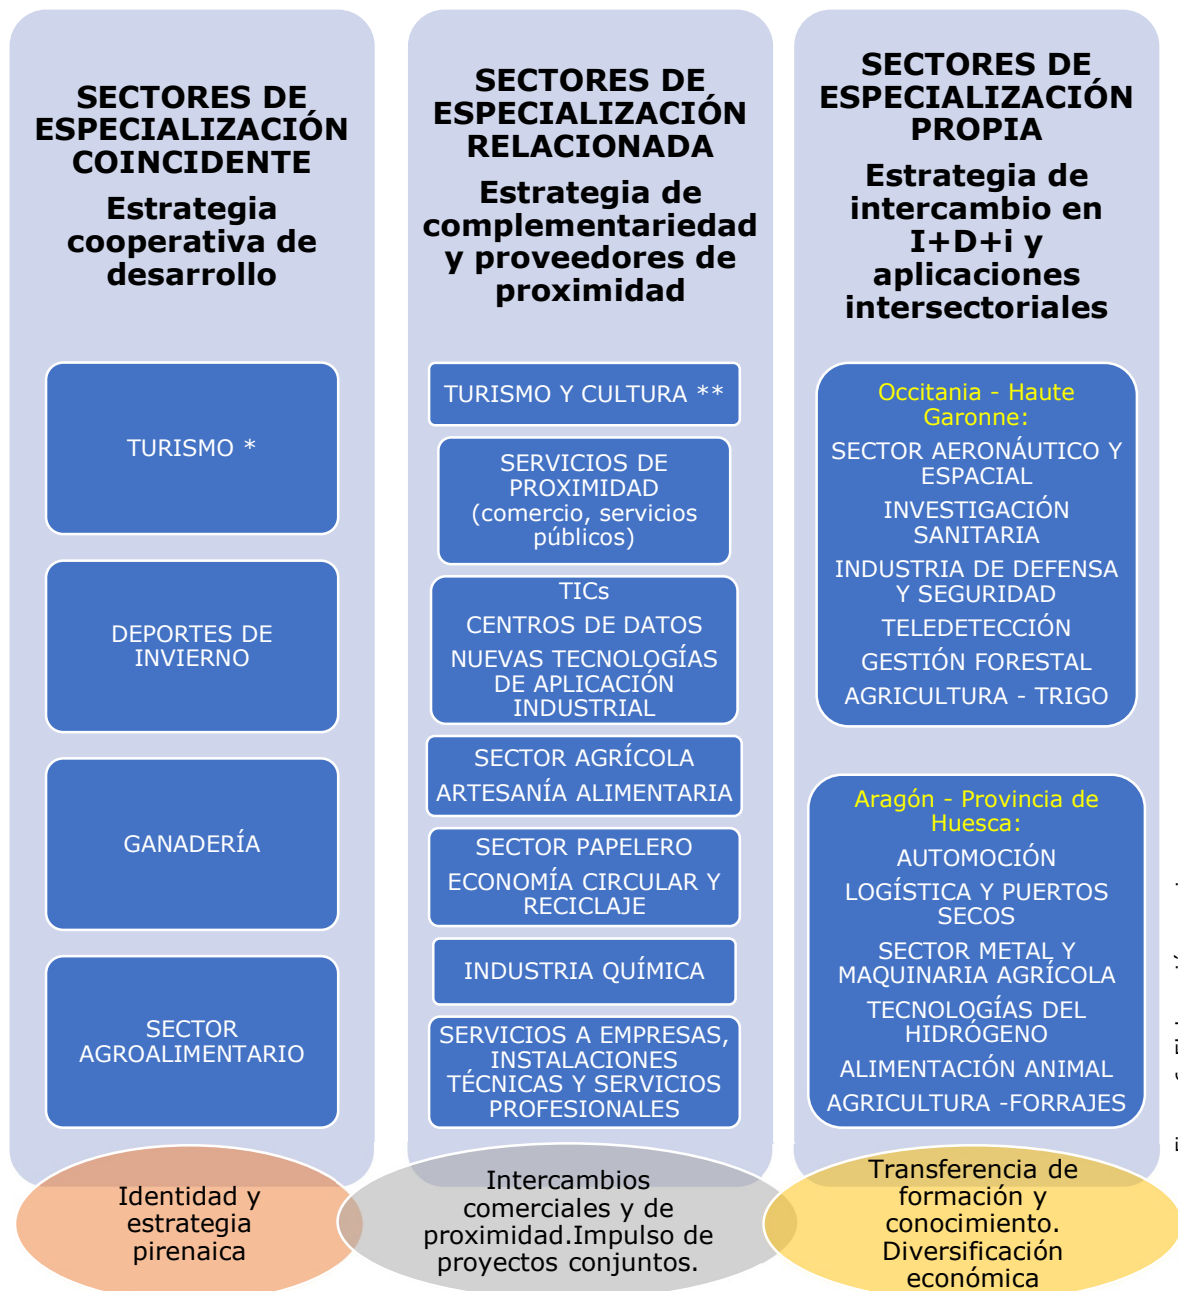 SECTORES DE
ESPECIALIZACIÓN
COINCIDENTE
Estrategia
cooperativa de
desarrollo
TURISMO *
DEPORTES DE
INVIERNO
GANADERÍA
SECTOR
AGROALIMENTARIO
Identidad y
estrategia
pirenaica
SECTORES DE
ESPECIALIZACIÓN
RELACIONADA
Estrategia de
complementariedad
y proveedores de
proximidad
TURISMO Y CULTURA **
SERVICIOS DE
PROXIMIDAD
(comercio, servicios
públicos)
TICs
CENTROS DE DATOS
NUEVAS TECNOLOGÍAS
DE APLICACIÓN
INDUSTRIAL
SECTOR AGRÍCOLA
ARTESANÍA ALIMENTARIA
SECTOR PAPELERO
ECONOMÍA CIRCULAR Y
RECICLAJE
INDUSTRIA QUÍMICA
SERVICIOS A EMPRESAS,
INSTALACIONES
TÉCNICAS Y SERVICIOS
PROFESIONALES
Intercambios
comerciales y de
proximidad.Impulso de
proyectos conjuntos.
SECTORES DE
ESPECIALIZACIÓN
PROPIA
Estrategia de
intercambio en
I+D+i y
aplicaciones
intersectoriales
Occitania - Haute
Garonne:
SECTOR AERONÁUTICO Y
ESPACIAL
INVESTIGACIÓN
SANITARIA
INDUSTRIA DE DEFENSA
Y SEGURIDAD
TELEDETECCIÓN
GESTIÓN FORESTAL
AGRICULTURA - TRIGO
Aragón - Provincia de
Huesca:
AUTOMOCIÓN
LOGÍSTICA Y PUERTOS
SECOS
SECTOR METAL Y
MAQUINARIA AGRÍCOLA
TECNOLOGÍAS DEL
HIDRÓGENO
ALIMENTACIÓN ANIMAL
AGRICULTURA -FORRAJES
Transferencia de
formación y
conocimiento.
Diversificación
económica